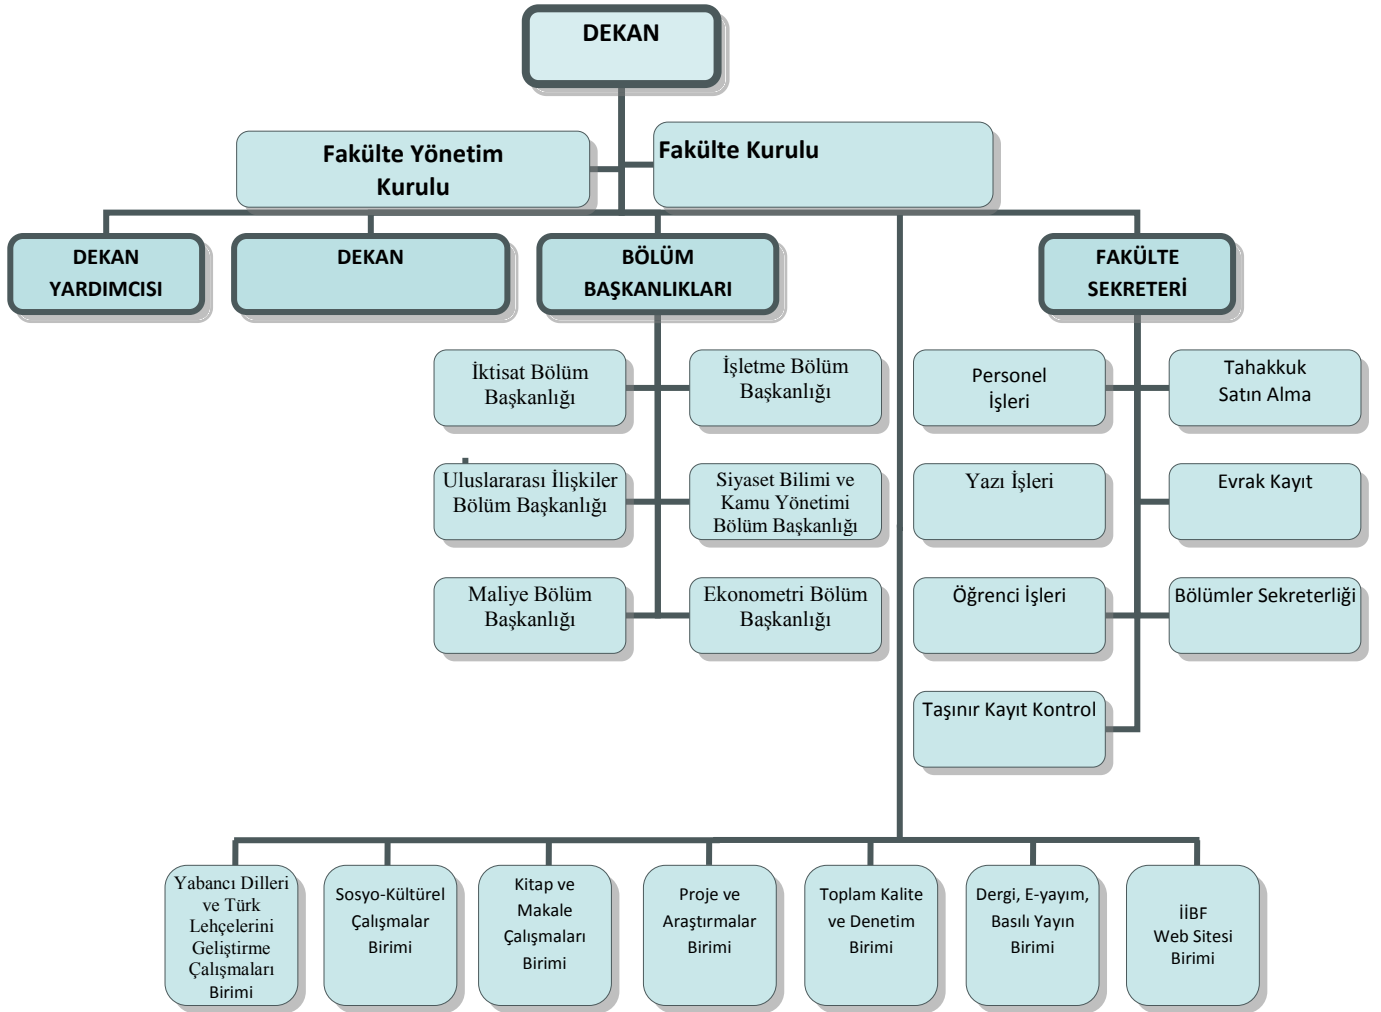 DEKAN
Fakülte Yönetim
Kurulu
Fakülte Kurulu
DEKAN
YARDIMCISI
DEKAN
BÖLÜM
BAŞKANLIKLARI
FAKÜLTE
SEKRETERİ
İktisat Bölüm
Başkanlığı
İşletme Bölüm
Başkanlığı
Personel
İşleri
Tahakkuk
Satın Alma
Uluslararası İlişkiler
Bölüm Başkanlığı
Siyaset Bilimi ve
Kamu Yönetimi
Bölüm Başkanlığı
Yazı İşleri
Evrak Kayıt
Maliye Bölüm
Başkanlığı
Ekonometri Bölüm
Başkanlığı
Öğrenci İşleri
Bölümler Sekreterliği
Taşınır Kayıt Kontrol
Yabancı Dilleri
ve Türk
Lehçelerini
Geliştirme
Çalışmaları
Birimi
Sosyo-Kültürel
Çalışmalar
Birimi
Kitap ve
Makale
Çalışmaları
Birimi
Proje ve
Araştırmalar
Birimi
Toplam Kalite
ve Denetim
Birimi
Dergi, E-yayım,
Basılı Yayın
Birimi
İİBF
Web Sitesi
Birimi